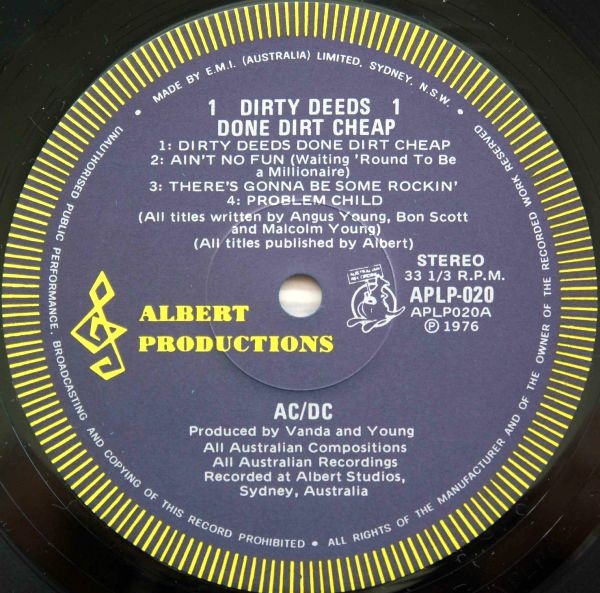 MADE BY E.M.I. (AUSTRALIA) LIMITED, SYDNEY, N.S.W. •
1 DIRTY DEEDS 1
DONE DIRT CHEAP
1: DIRTY DEEDS DONE DIRT CHEAP
2: AIN'T NO FUN (Waiting 'Round To Be
a Millionaire)
3: THERE'S GONNA BE SOME ROCKIN'
4: PROBLEM CHILD
(All titles written by Angus Young, Bon Scott
and Malcolm Young)
(All titles published by Albert)
STEREO
33 1/3 R.P.M.
APLP-020
APLP020A
Ⓟ 1976
ALBERT
PRODUCTIONS
AC/DC
Produced by Vanda and Young
All Australian Compositions
All Australian Recordings
Recorded at Albert Studios,
Sydney, Australia
UNAUTHORISED PUBLIC PERFORMANCE, BROADCASTING AND COPYING OF THIS RECORD PROHIBITED • ALL RIGHTS OF THE MANUFACTURER AND OF THE OWNER OF THE RECORDED WORK RESERVED •